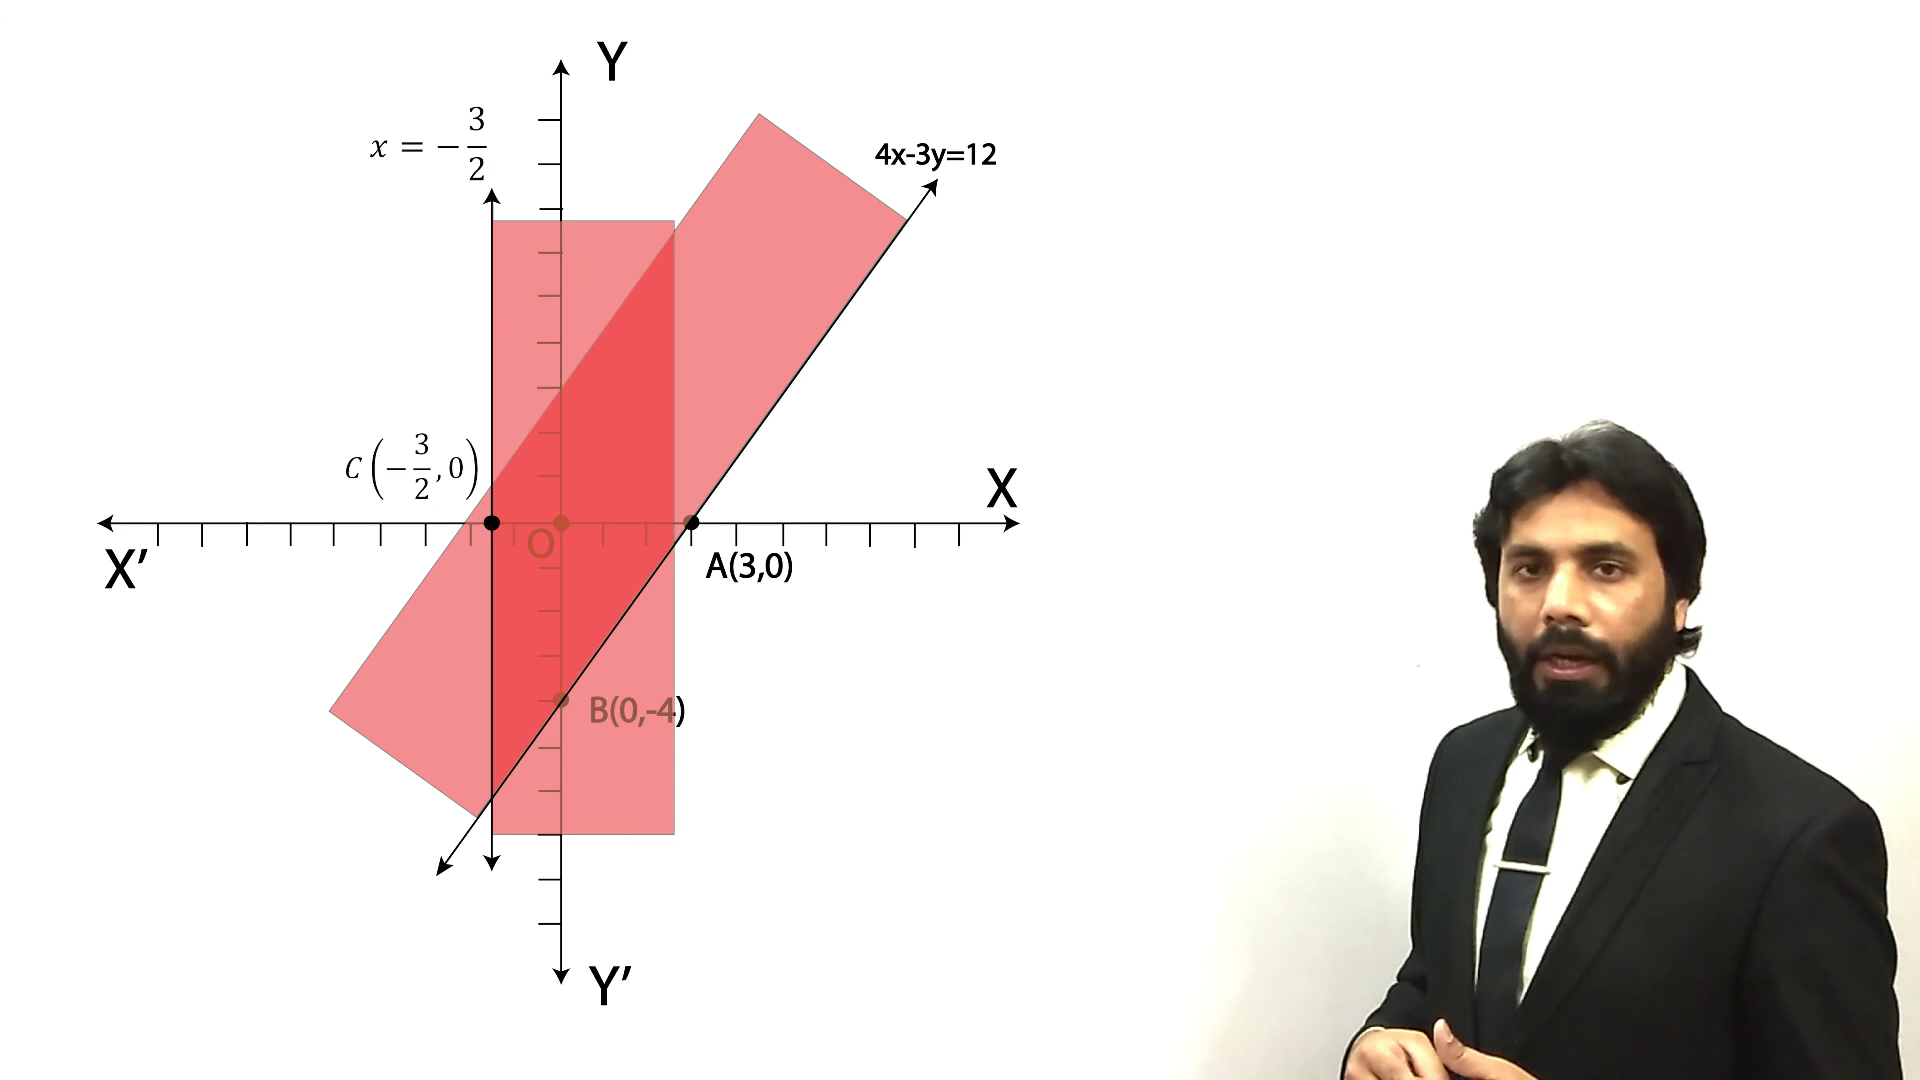 Y
x = -3/2
4x-3y=12
C(-3/2, 0)
X
X′
O
A(3,0)
B(0,-4)
Y′